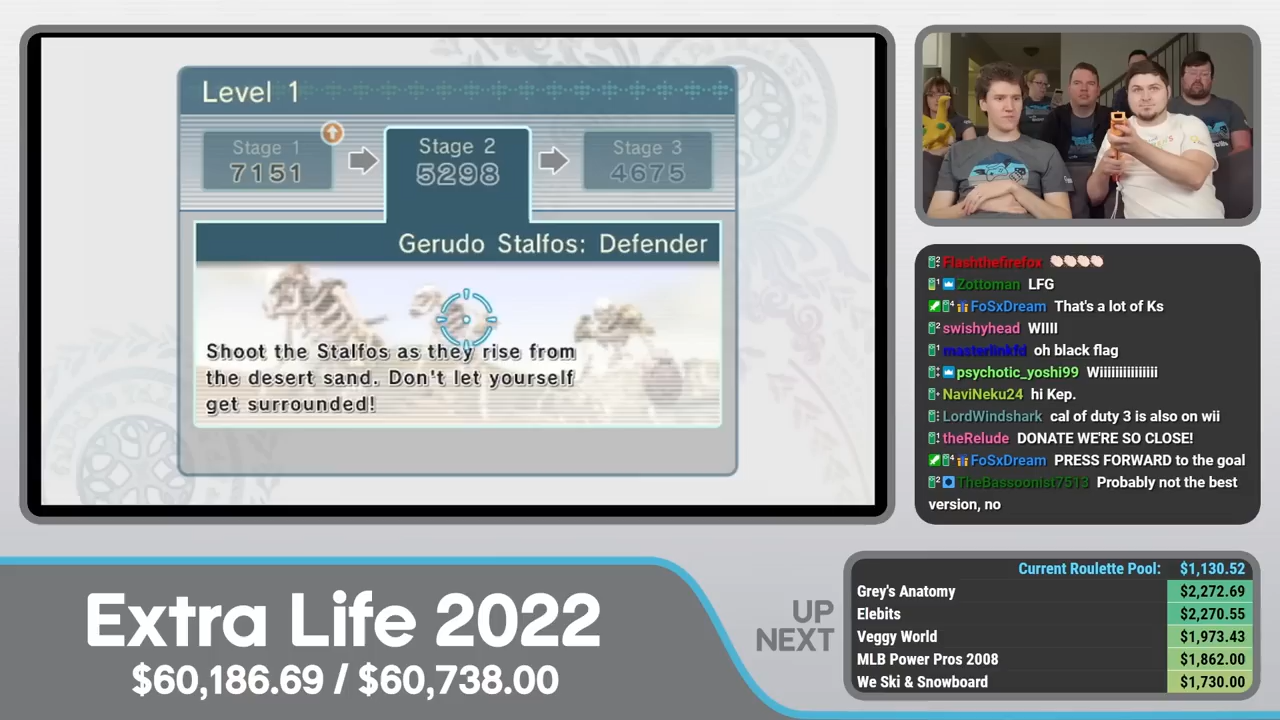 Level 1
Stage 1
7151
Stage 2
5298
Stage 3
4675
Gerudo Stalfos: Defender
Shoot the Stalfos as they rise from
the desert sand. Don't let yourself
get surrounded!
Flashthefirefox
Zottoman LFG
FoSxDream That's a lot of Ks
swishyhead WIIII
masterlinkfd oh black flag
psychotic_yoshi99 Wiiiiiiiiiiiiiii
NaviNeku24 hi Kep.
LordWindshark cal of duty 3 is also on wii
theRelude DONATE WE'RE SO CLOSE!
FoSxDream PRESS FORWARD to the goal
TheBassoonist7513 Probably not the best
version, no
Extra Life 2022
$60,186.69 / $60,738.00
UP
NEXT
Current Roulette Pool: $1,130.52
Grey's Anatomy $2,272.69
Elebits $2,270.55
Veggy World $1,973.43
MLB Power Pros 2008 $1,862.00
We Ski & Snowboard $1,730.00